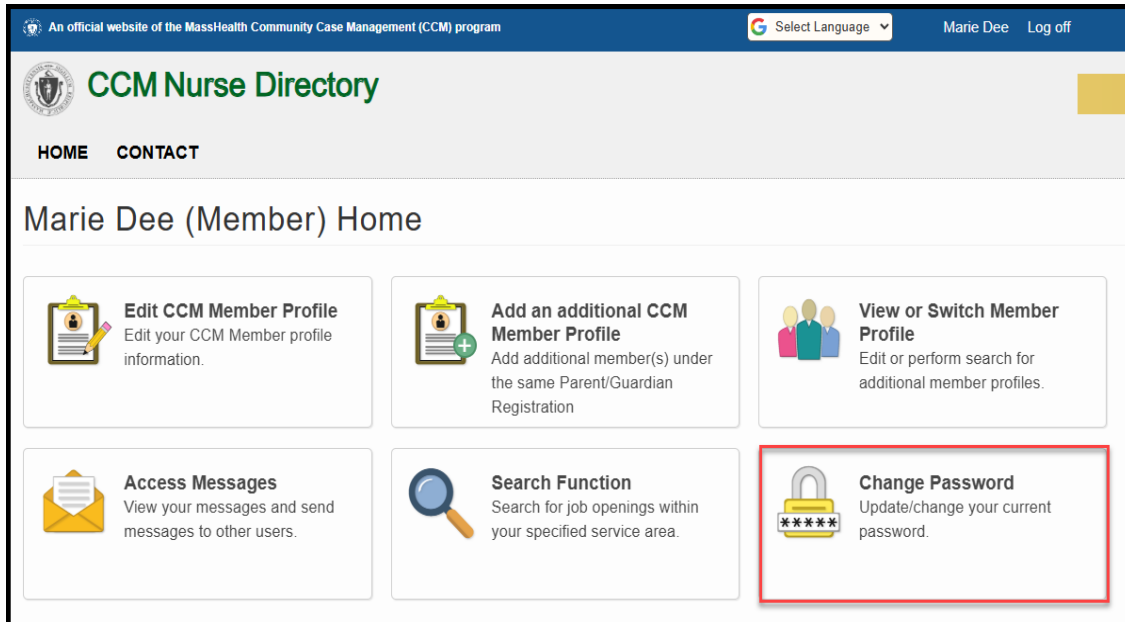 An official website of the MassHealth Community Case Management (CCM) program
Select Language
Marie Dee Log off
CCM Nurse Directory
HOME CONTACT
Marie Dee (Member) Home
Edit CCM Member Profile
Edit your CCM Member profile
information.
Add an additional CCM
Member Profile
Add additional member(s) under
the same Parent/Guardian
Registration
View or Switch Member
Profile
Edit or perform search for
additional member profiles.
Access Messages
View your messages and send
messages to other users.
Search Function
Search for job openings within
your specified service area.
*****
Change Password
Update/change your current
password.